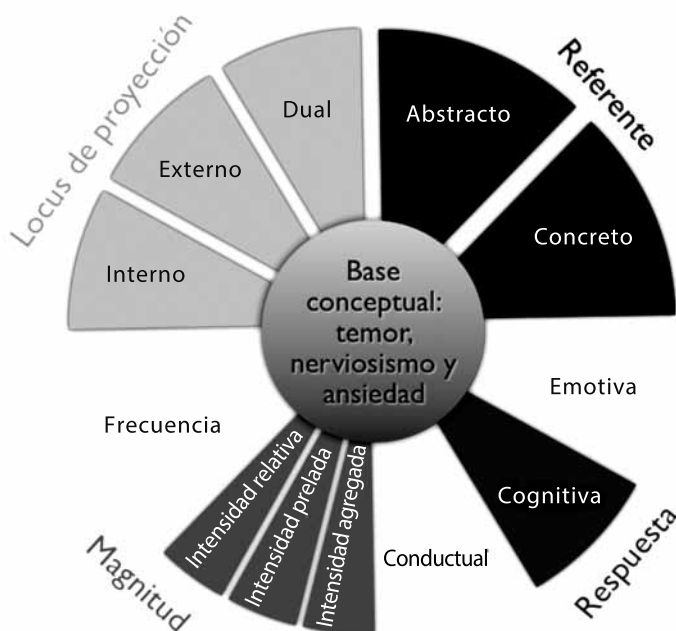 Locus de proyección
Referente
Dual
Abstracto
Externo
Concreto
Interno
Base
conceptual:
temor,
nerviosismo y
ansiedad
Emotiva
Frecuencia
Cognitiva
Intensidad relativa
Intensidad prelada
Intensidad agregada
Conductual
Magnitud
Respuesta